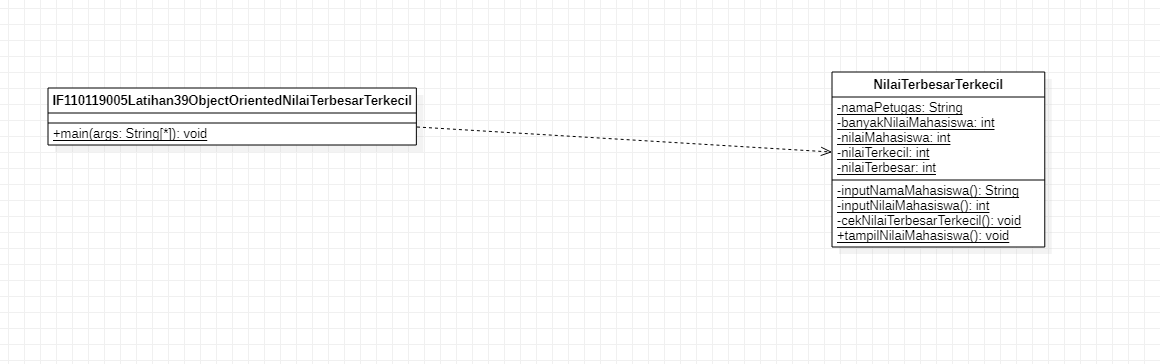 IF110119005Latihan39ObjectOrientedNilaiTerbesarTerkecil
+main(args: String[*]): void
NilaiTerbesarTerkecil
-namaPetugas: String
-banyakNilaiMahasiswa: int
-nilaiMahasiswa: int
-nilaiTerkecil: int
-nilaiTerbesar: int
-inputNamaMahasiswa(): String
-inputNilaiMahasiswa(): int
-cekNilaiTerbesarTerkecil(): void
+tampilNilaiMahasiswa(): void